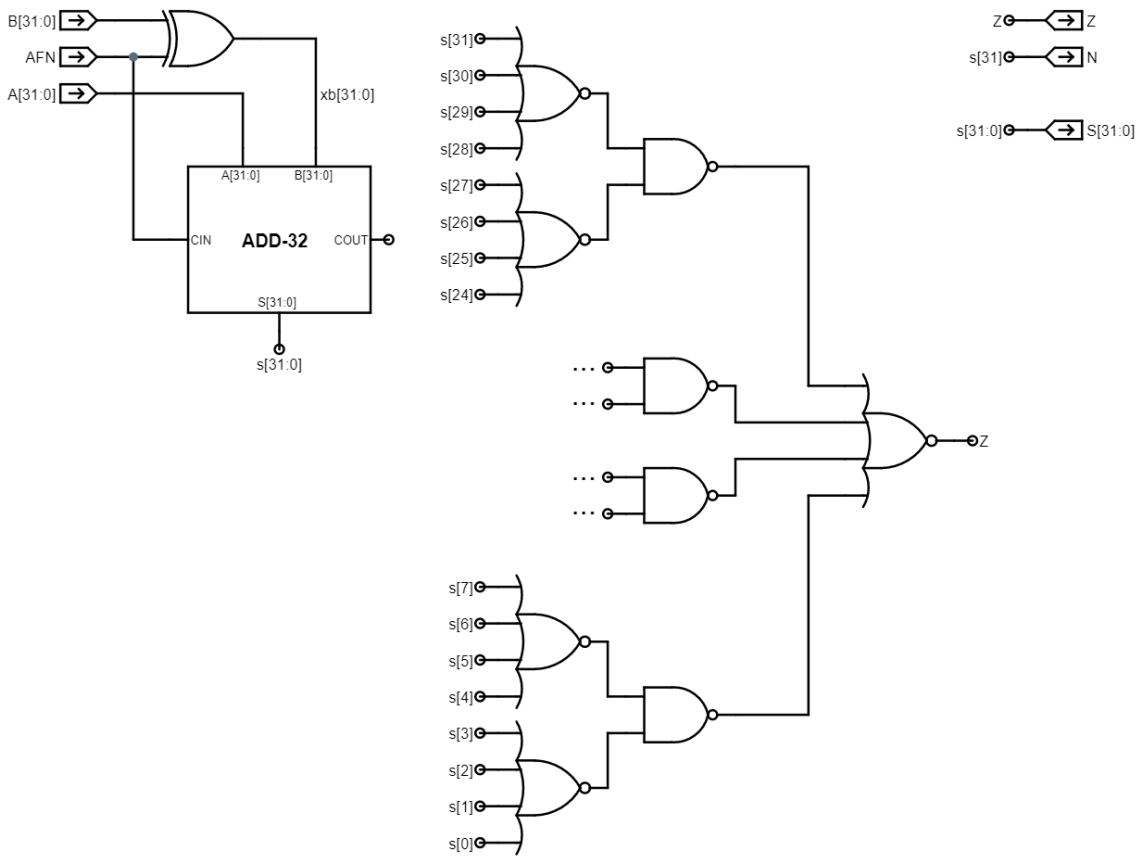 B[31:0]
AFN
A[31:0]
xb[31:0]
A[31:0]
B[31:0]
CIN
ADD-32
COUT
S[31:0]
s[31:0]
s[31]
s[30]
s[29]
s[28]
s[27]
s[26]
s[25]
s[24]
...
...
...
...
s[7]
s[6]
s[5]
s[4]
s[3]
s[2]
s[1]
s[0]
Z
Z Z
s[31] N
s[31:0] S[31:0]